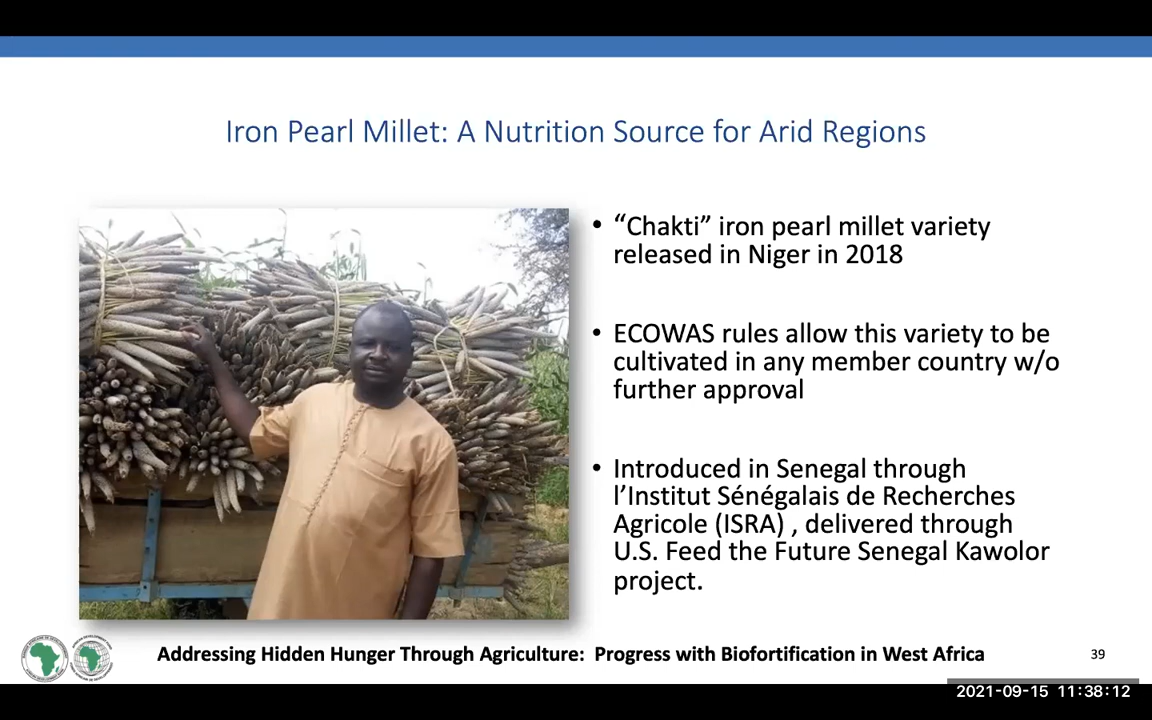 Iron Pearl Millet: A Nutrition Source for Arid Regions
• “Chakti” iron pearl millet variety
released in Niger in 2018
• ECOWAS rules allow this variety to be
cultivated in any member country w/o
further approval
• Introduced in Senegal through
l’Institut Sénégalais de Recherches
Agricole (ISRA) , delivered through
U.S. Feed the Future Senegal Kawolor
project.
Addressing Hidden Hunger Through Agriculture: Progress with Biofortification in West Africa
39
2021-09-15 11:38:12